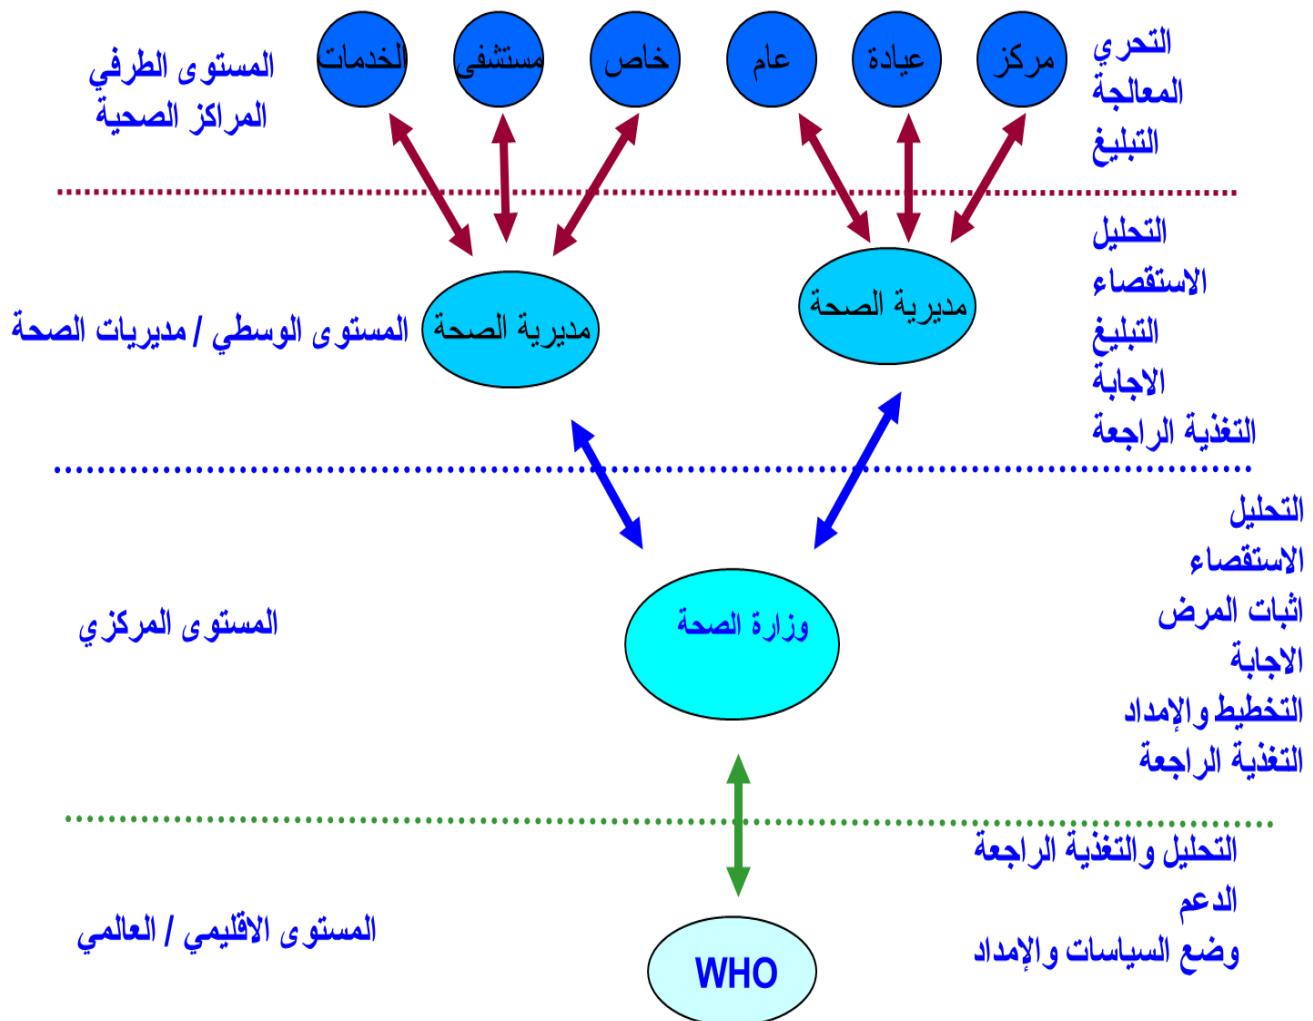 مركز
عيادة
عام
خاص
مستشفى
الخدمات
التحري
المعالجة
التبليغ
المستوى الطرفي
المراكز الصحية
التحليل
الاستقصاء
التبليغ
الاجابة
التغذية الراجعة
مديرية الصحة
مديرية الصحة
المستوى الوسطي / مديريات الصحة
التحليل
الاستقصاء
اثبات المرض
الاجابة
التخطيط والإمداد
التغذية الراجعة
وزارة الصحة
المستوى المركزي
التحليل والتغذية الراجعة
الدعم
وضع السياسات والإمداد
WHO
المستوى الاقليمي / العالمي